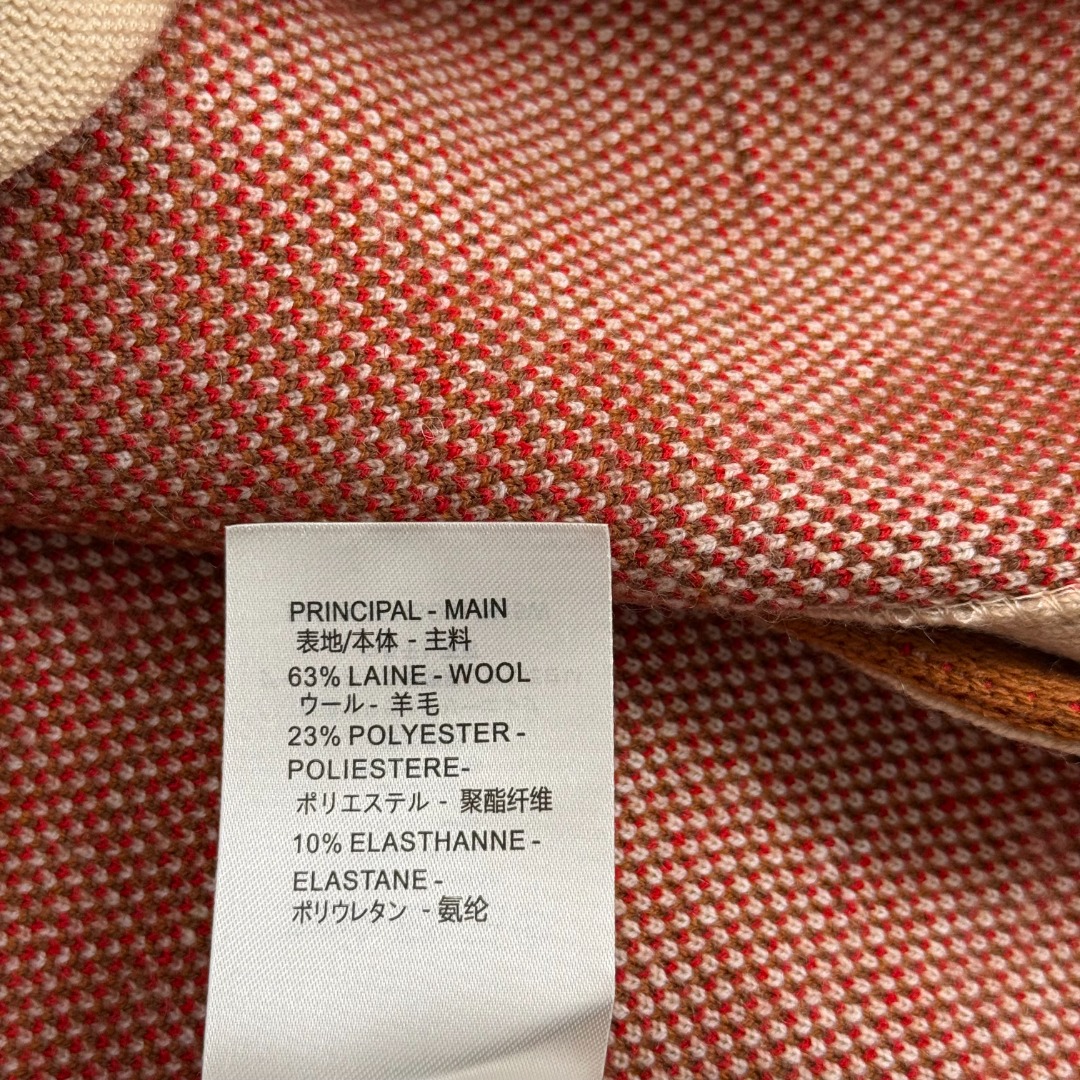 PRINCIPAL - MAIN
表地/本体 - 主料
63% LAINE - WOOL
ウール - 羊毛
23% POLYESTER -
POLIESTERE-
ポリエステル - 聚酯纤维
10% ELASTHANNE -
ELASTANE -
ポリウレタン - 氨纶